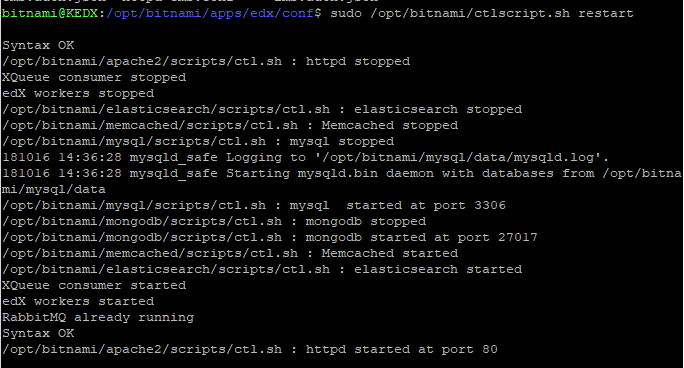 bitnami@KEDX:/opt/bitnami/apps/edx/conf$ sudo /opt/bitnami/ctlscript.sh restart
Syntax OK
/opt/bitnami/apache2/scripts/ctl.sh : httpd stopped
XQueue consumer stopped
edX workers stopped
/opt/bitnami/elasticsearch/scripts/ctl.sh : elasticsearch stopped
/opt/bitnami/memcached/scripts/ctl.sh : Memcached stopped
/opt/bitnami/mysql/scripts/ctl.sh : mysql stopped
181016 14:36:28 mysqld_safe Logging to '/opt/bitnami/mysql/data/mysqld.log'.
181016 14:36:28 mysqld_safe Starting mysqld.bin daemon with databases from /opt/bitna
mi/mysql/data
/opt/bitnami/mysql/scripts/ctl.sh : mysql  started at port 3306
/opt/bitnami/mongodb/scripts/ctl.sh : mongodb stopped
/opt/bitnami/mongodb/scripts/ctl.sh : mongodb started at port 27017
/opt/bitnami/memcached/scripts/ctl.sh : Memcached started
/opt/bitnami/elasticsearch/scripts/ctl.sh : elasticsearch started
XQueue consumer started
edX workers started
RabbitMQ already running
Syntax OK
/opt/bitnami/apache2/scripts/ctl.sh : httpd started at port 80